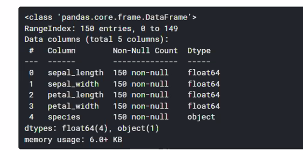 <class 'pandas.core.frame.DataFrame'>
RangeIndex: 150 entries, 0 to 149
Data columns (total 5 columns):
 #   Column        Non-Null Count  Dtype
---  ------        --------------  -----
 0   sepal_length  150 non-null    float64
 1   sepal_width   150 non-null    float64
 2   petal_length  150 non-null    float64
 3   petal_width   150 non-null    float64
 4   species       150 non-null    object
dtypes: float64(4), object(1)
memory usage: 6.0+ KB